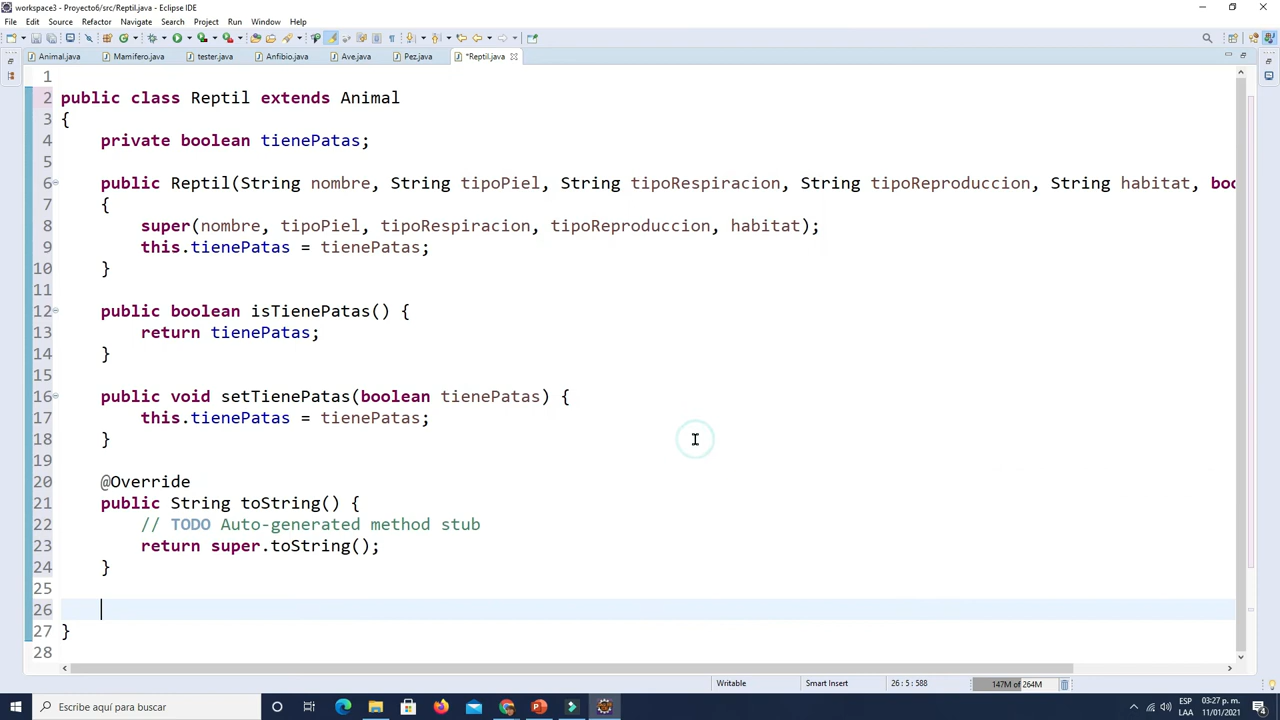 workspace3 - Proyecto6/src/Reptil.java - Eclipse IDE
File Edit Source Refactor Navigate Search Project Run Window Help
Animal.java Mamifero.java tester.java Anfibio.java Ave.java Pez.java *Reptil.java
1
2 public class Reptil extends Animal
3 {
4 private boolean tienePatas;
5
6 public Reptil(String nombre, String tipoPiel, String tipoRespiracion, String tipoReproduccion, String habitat, boo
7 {
8 super(nombre, tipoPiel, tipoRespiracion, tipoReproduccion, habitat);
9 this.tienePatas = tienePatas;
10 }
11
12 public boolean isTienePatas() {
13 return tienePatas;
14 }
15
16 public void setTienePatas(boolean tienePatas) {
17 this.tienePatas = tienePatas;
18 }
19
20 @Override
21 public String toString() {
22 // TODO Auto-generated method stub
23 return super.toString();
24 }
25
26
27 }
28
Writable Smart Insert 26 : 5 : 588 147M of 264M
Escribe aquí para buscar ESP 03:27 p. m.
LAA 11/01/2021 4